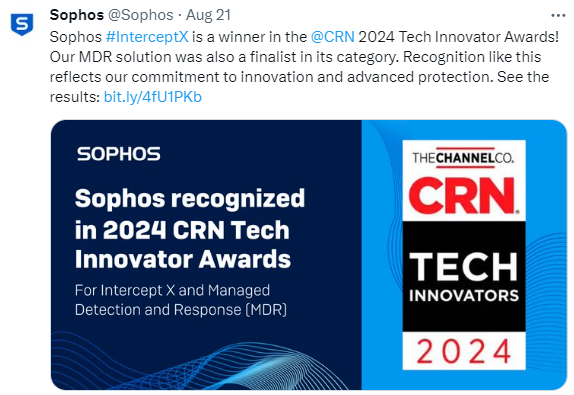 Sophos @Sophos · Aug 21
Sophos #InterceptX is a winner in the @CRN 2024 Tech Innovator Awards!
Our MDR solution was also a finalist in its category. Recognition like this
reflects our commitment to innovation and advanced protection. See the
results: bit.ly/4fU1PKb
S
SOPHOS
Sophos recognized
in 2024 CRN Tech
Innovator Awards
For Intercept X and Managed
Detection and Response (MDR)
THE CHANNELCO.
CRN®
TECH
INNOVATORS
2024